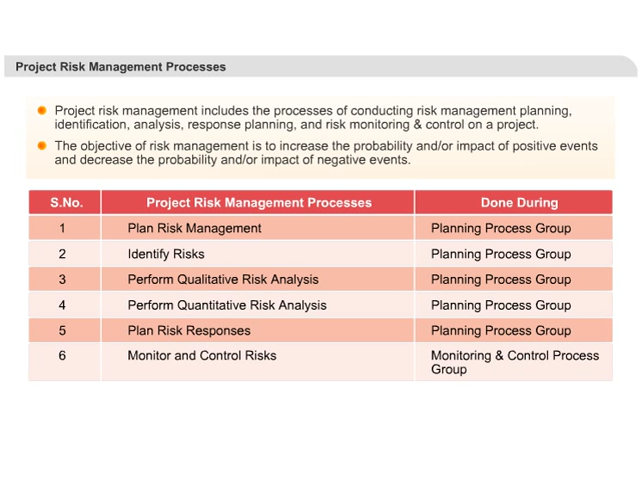 Project Risk Management Processes
Project risk management includes the processes of conducting risk management planning,
identification, analysis, response planning, and risk monitoring & control on a project.
The objective of risk management is to increase the probability and/or impact of positive events
and decrease the probability and/or impact of negative events.
S.No. Project Risk Management Processes Done During
1 Plan Risk Management Planning Process Group
2 Identify Risks Planning Process Group
3 Perform Qualitative Risk Analysis Planning Process Group
4 Perform Quantitative Risk Analysis Planning Process Group
5 Plan Risk Responses Planning Process Group
6 Monitor and Control Risks Monitoring & Control Process
Group